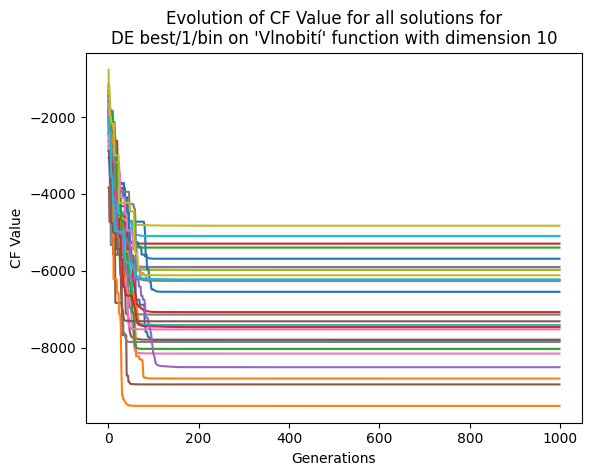 Evolution of CF Value for all solutions for
DE best/1/bin on 'Vlnobití' function with dimension 10
CF Value
−2000
−4000
−6000
−8000
0 200 400 600 800 1000
Generations